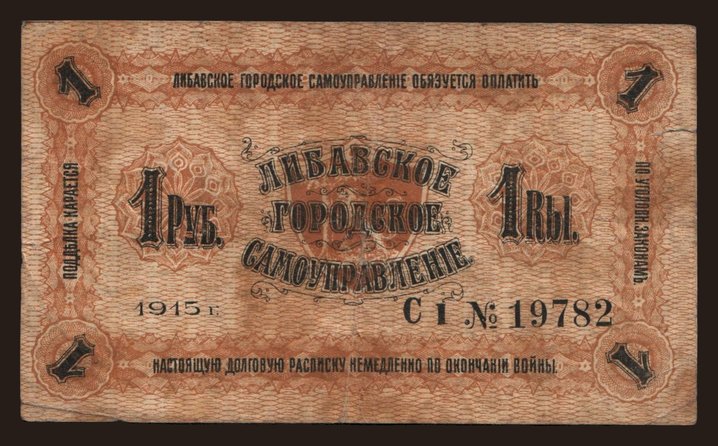 1
1
ЛИБАВСКОЕ ГОРОДСКОЕ САМОУПРАВЛЕНІЕ ОБЯЗУЕТСЯ ОПЛАТИТЬ
ПОДДѢЛКА КАРАЕТСЯ
ПО УГОЛОВ. ЗАКОНАМЪ.
1 РУБ.
ЛИБАВСКОЕ
ГОРОДСКОЕ
САМОУПРАВЛЕНІЕ.
1 Rbl.
1915 г.
С І № 19782
НАСТОЯЩУЮ ДОЛГОВУЮ РАСПИСКУ НЕМЕДЛЕННО ПО ОКОНЧАНІИ ВОЙНЫ.
1
1